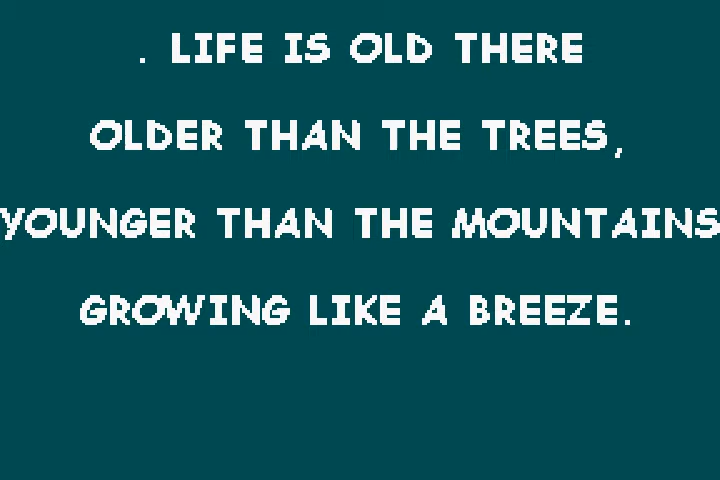 . LIFE IS OLD THERE
OLDER THAN THE TREES,
YOUNGER THAN THE MOUNTAINS
GROWING LIKE A BREEZE.